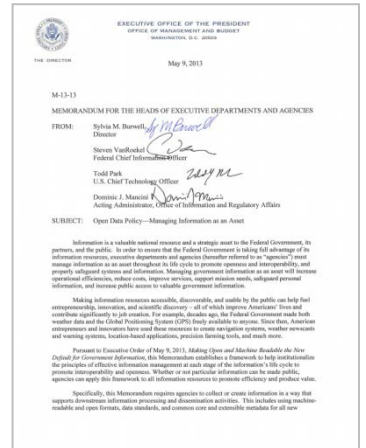 EXECUTIVE OFFICE OF THE PRESIDENT
OFFICE OF MANAGEMENT AND BUDGET
WASHINGTON, D.C. 20503
THE DIRECTOR
May 9, 2013
M-13-13
MEMORANDUM FOR THE HEADS OF EXECUTIVE DEPARTMENTS AND AGENCIES
FROM: Sylvia M. Burwell
Director
Steven VanRoekel
Federal Chief Information Officer
Todd Park
U.S. Chief Technology Officer
Dominic J. Mancini
Acting Administrator, Office of Information and Regulatory Affairs
SUBJECT: Open Data Policy—Managing Information as an Asset
Information is a valuable national resource and a strategic asset to the Federal Government, its
partners, and the public. In order to ensure that the Federal Government is taking full advantage of its
information resources, executive departments and agencies (hereafter referred to as "agencies") must
manage information as an asset throughout its life cycle to promote openness and interoperability, and
properly safeguard systems and information. Managing government information as an asset will increase
operational efficiencies, reduce costs, improve services, support mission needs, safeguard personal
information, and increase public access to valuable government information.
Making information resources accessible, discoverable, and usable by the public can help fuel
entrepreneurship, innovation, and scientific discovery – all of which improve Americans' lives and
contribute significantly to job creation. For example, decades ago, the Federal Government made both
weather data and the Global Positioning System (GPS) freely available to anyone. Since then, American
entrepreneurs and innovators have used these resources to create navigation systems, weather newscasts
and warning systems, location-based applications, precision farming tools, and much more.
Pursuant to Executive Order of May 9, 2013, Making Open and Machine Readable the New
Default for Government Information, this Memorandum establishes a framework to help institutionalize
the principles of effective information management at each stage of the information's life cycle to
promote interoperability and openness. Whether or not particular information can be made public,
agencies can apply this framework to all information resources to promote efficiency and produce value.
Specifically, this Memorandum requires agencies to collect or create information in a way that
supports downstream information processing and dissemination activities. This includes using machine-
readable and open formats, data standards, and common core and extensible metadata for all new